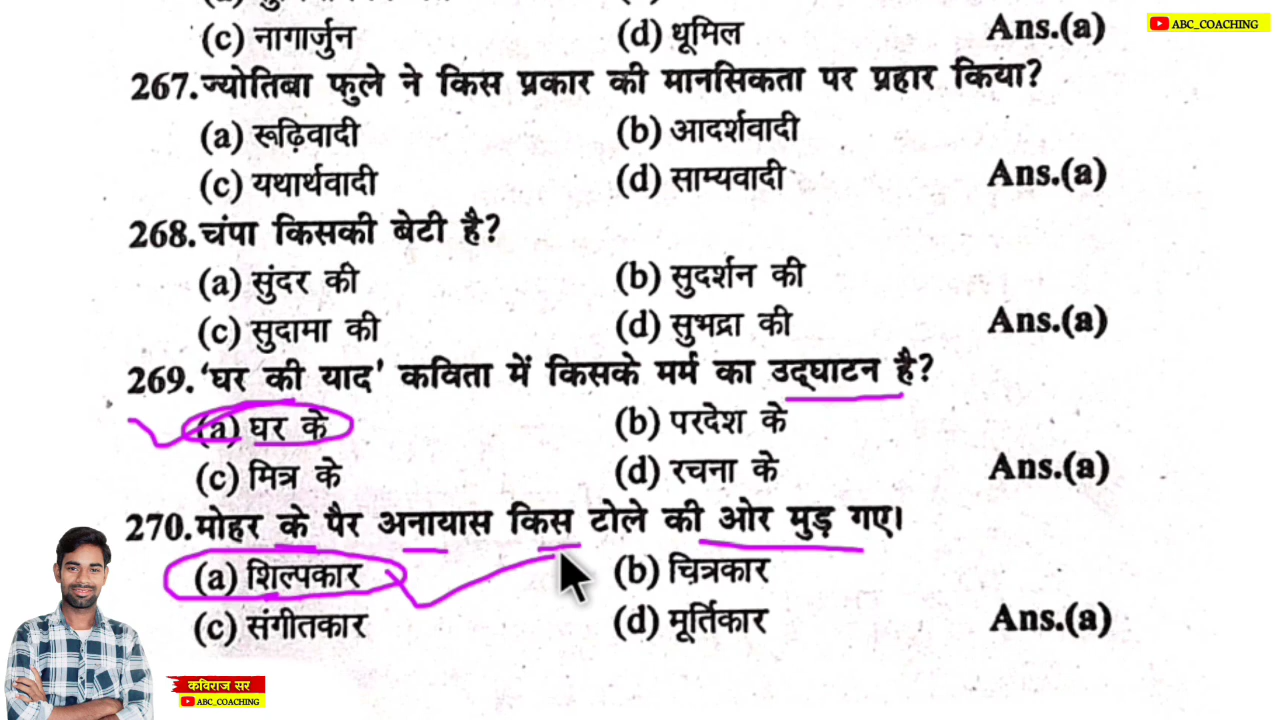 (c) नागार्जुन (d) धूमिल Ans.(a)
ABC_COACHING
267.ज्योतिबा फुले ने किस प्रकार की मानसिकता पर प्रहार किया?
(a) रूढ़िवादी (b) आदर्शवादी
(c) यथार्थवादी (d) साम्यवादी Ans.(a)
268.चंपा किसकी बेटी है?
(a) सुंदर की (b) सुदर्शन की
(c) सुदामा की (d) सुभद्रा की Ans.(a)
269.'घर की याद' कविता में किसके मर्म का उद्घाटन है?
(a) घर के (b) परदेश के
(c) मित्र के (d) रचना के Ans.(a)
270.मोहर के पैर अनायास किस टोले की ओर मुड़ गए।
(a) शिल्पकार (b) चित्रकार
(c) संगीतकार (d) मूर्तिकार Ans.(a)
कविराज सर
ABC_COACHING